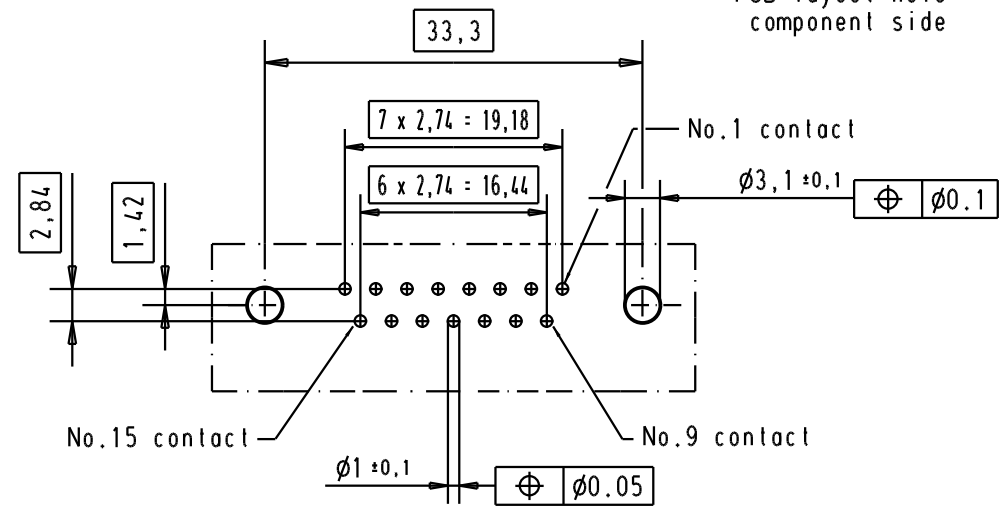 component side
33,3
7 x 2,74 = 19,18
No.1 contact
6 x 2,74 = 16,44
ø3,1 ±0,1
ø0.1
2,84
1,42
No.15 contact
No.9 contact
ø1 ±0,1
ø0.05